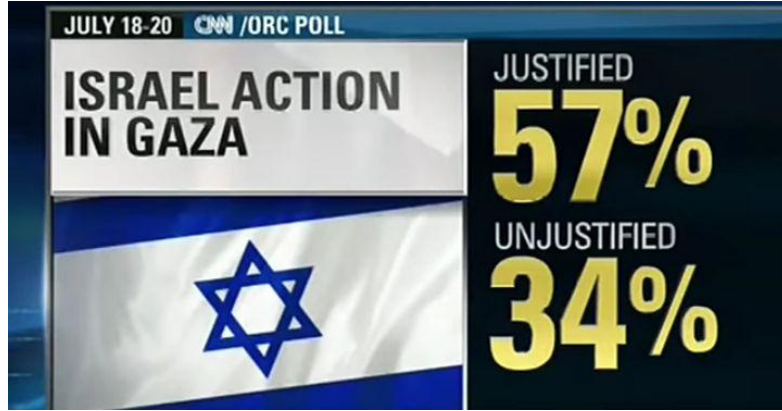 JULY 18-20 CNN /ORC POLL
ISRAEL ACTION
IN GAZA
JUSTIFIED
57%
UNJUSTIFIED
34%